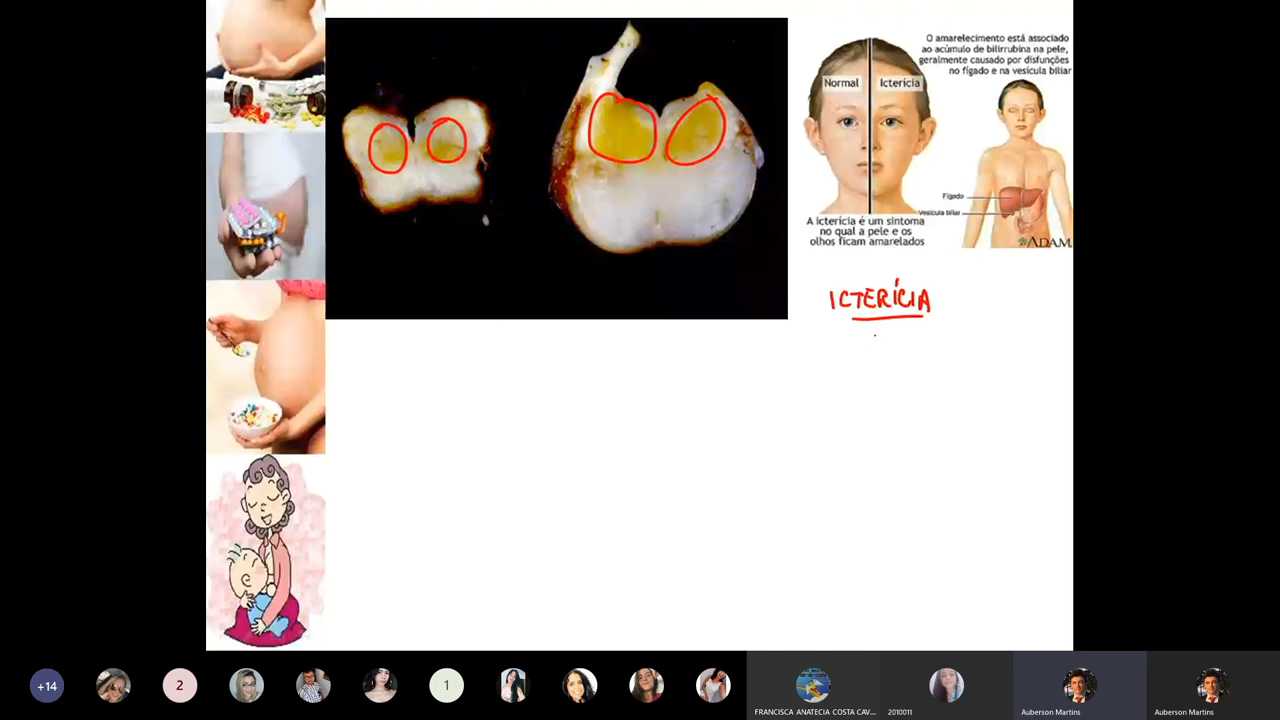 O amarelecimento está associado
ao acúmulo de bilirrubina na pele,
geralmente causado por disfunções
no fígado e na vesícula biliar
Normal
Icterícia
Fígado
Vesícula biliar
ADAM.
A icterícia é um sintoma
no qual a pele e os
olhos ficam amarelados
ICTERÍCIA
+14
2
1
FRANCISCA ANATECIA COSTA CAV...
2010011
Auberson Martins
Auberson Martins